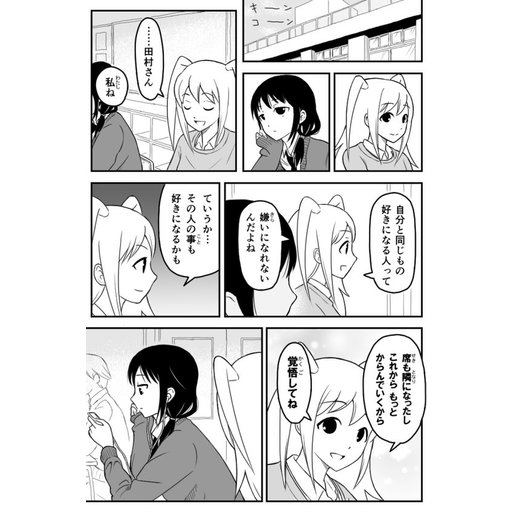 キーン
コーン
……田村さん
私ね
自分と同じもの
好きになる人って
嫌いになれない
んだよね
ていうか…
その人の事も
好きになるかも
席も隣になったし
これから もっと
からんでいくから
覚悟してね